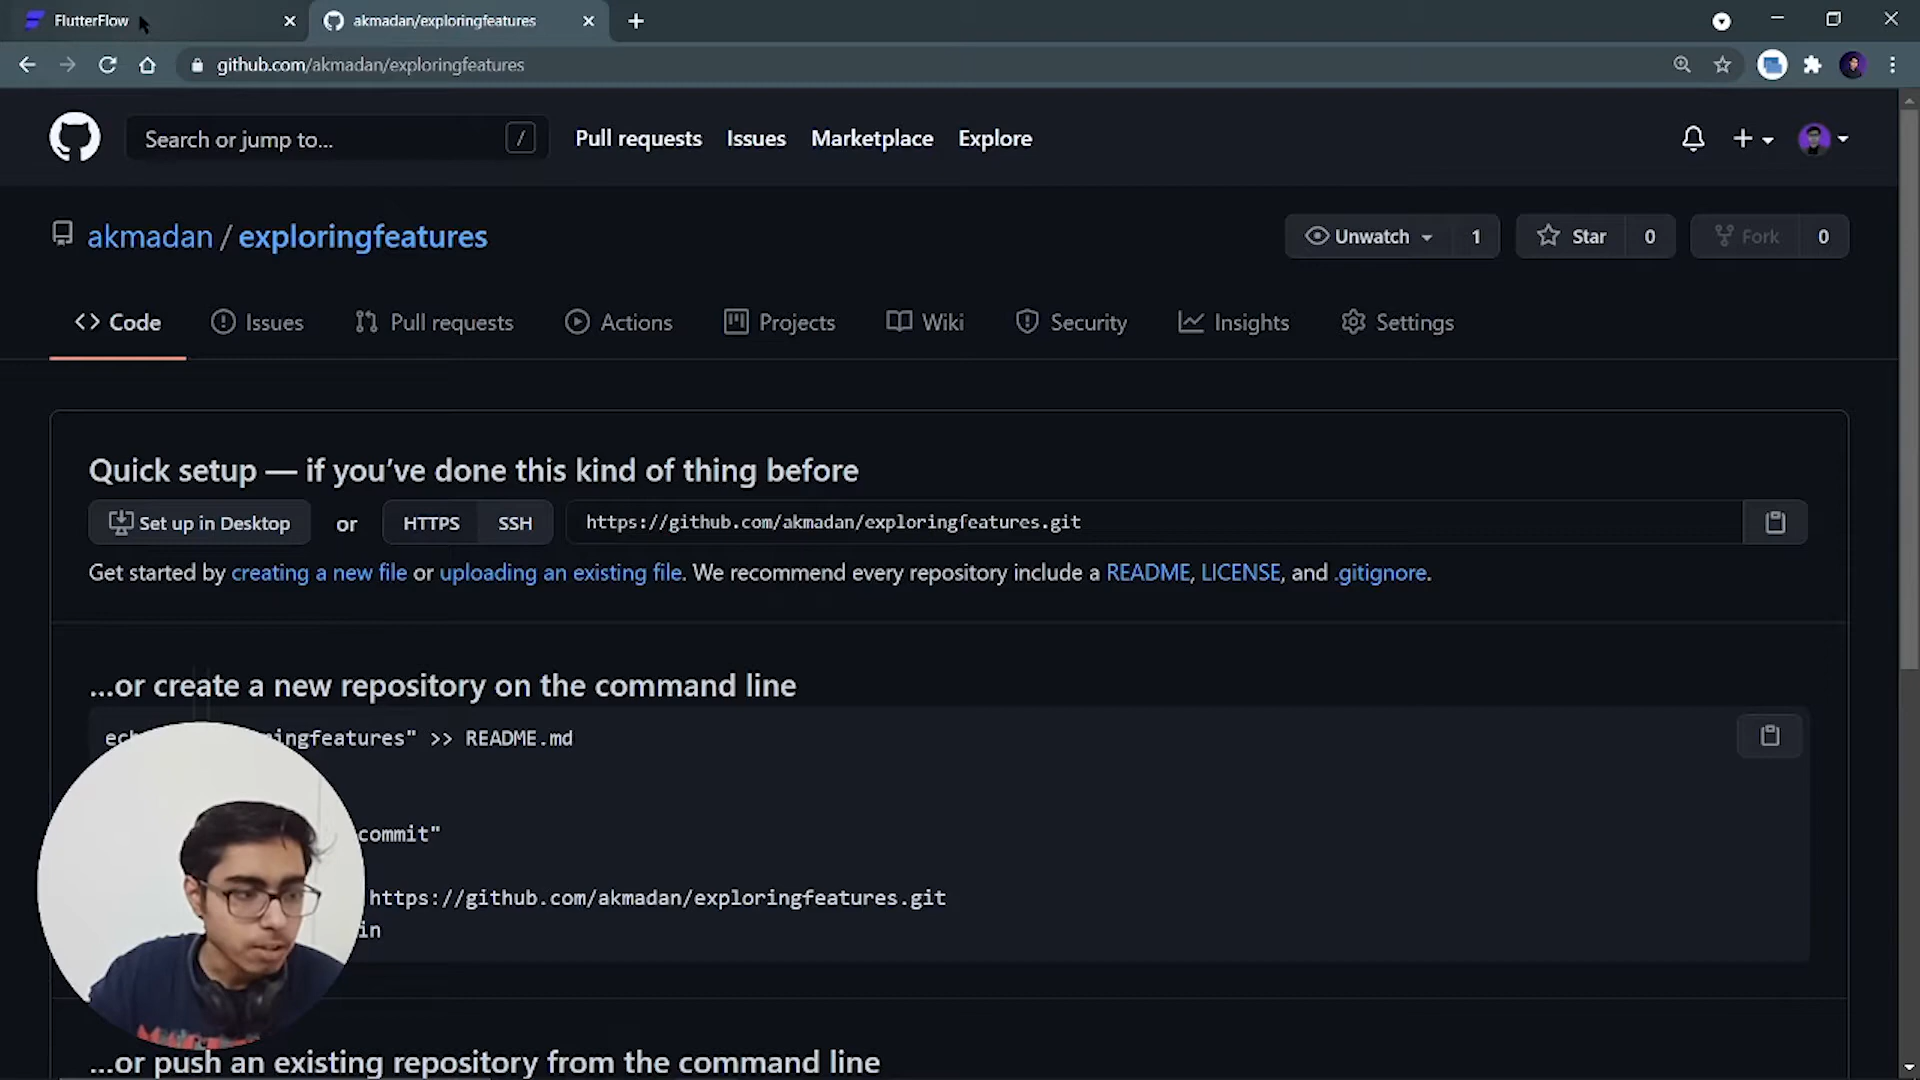 FlutterFlow
akmadan/exploringfeatures
github.com/akmadan/exploringfeatures
Search or jump to...
/
Pull requests
Issues
Marketplace
Explore
akmadan / exploringfeatures
Unwatch
1
Star
0
Fork
0
Code
Issues
Pull requests
Actions
Projects
Wiki
Security
Insights
Settings
Quick setup — if you’ve done this kind of thing before
Set up in Desktop
or
HTTPS
SSH
https://github.com/akmadan/exploringfeatures.git
Get started by creating a new file or uploading an existing file. We recommend every repository include a README, LICENSE, and .gitignore.
...or create a new repository on the command line
>> README.md
commit"
https://github.com/akmadan/exploringfeatures.git
...or push an existing repository from the command line